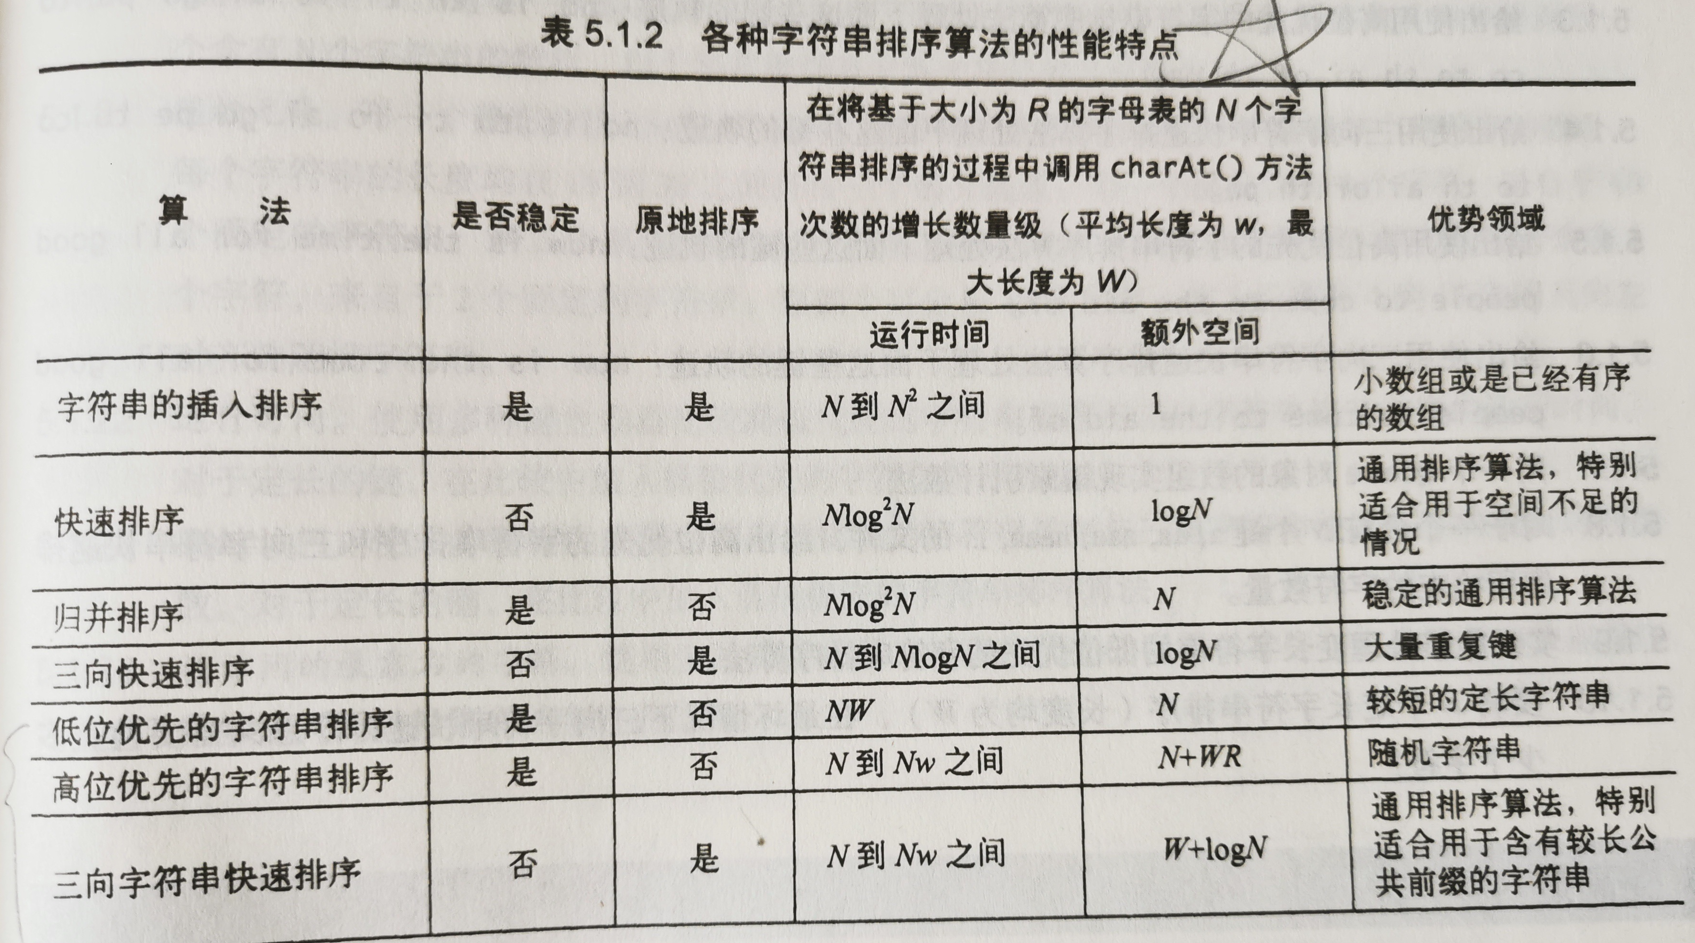 表 5.1.2 各种字符串排序算法的性能特点
算 法
是否稳定
原地排序
在将基于大小为 R 的字母表的 N 个字
符串排序的过程中调用 charAt() 方法
次数的增长数量级（平均长度为 w，最
大长度为 W）
优势领域
运行时间
额外空间
字符串的插入排序 是 是 N 到 N² 之间 1 小数组或是已经有序
的数组
快速排序 否 是 Nlog²N logN 通用排序算法，特别
适合用于空间不足的
情况
归并排序 是 否 Nlog²N N 稳定的通用排序算法
三向快速排序 否 是 N 到 NlogN 之间 logN 大量重复键
低位优先的字符串排序 是 否 NW N 较短的定长字符串
高位优先的字符串排序 是 否 N 到 Nw 之间 N+WR 随机字符串
三向字符串快速排序 否 是 N 到 Nw 之间 W+logN 通用排序算法，特别
适合用于含有较长公
共前缀的字符串